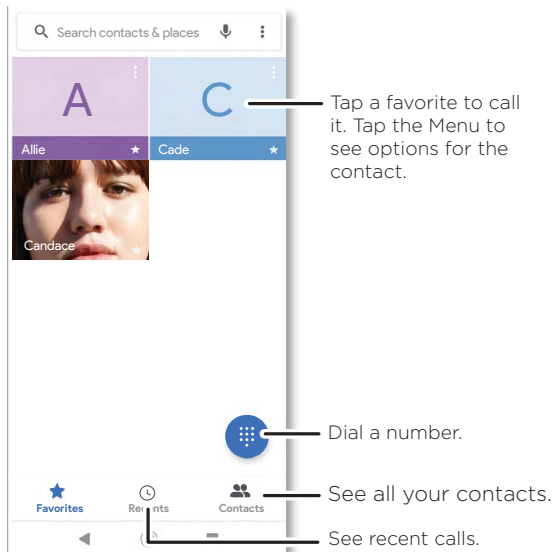 Search contacts & places
A
C
Tap a favorite to call
it. Tap the Menu to
see options for the
contact.
Allie
Cade
Candace
Dial a number.
Favorites
Recents
Contacts
See all your contacts.
See recent calls.